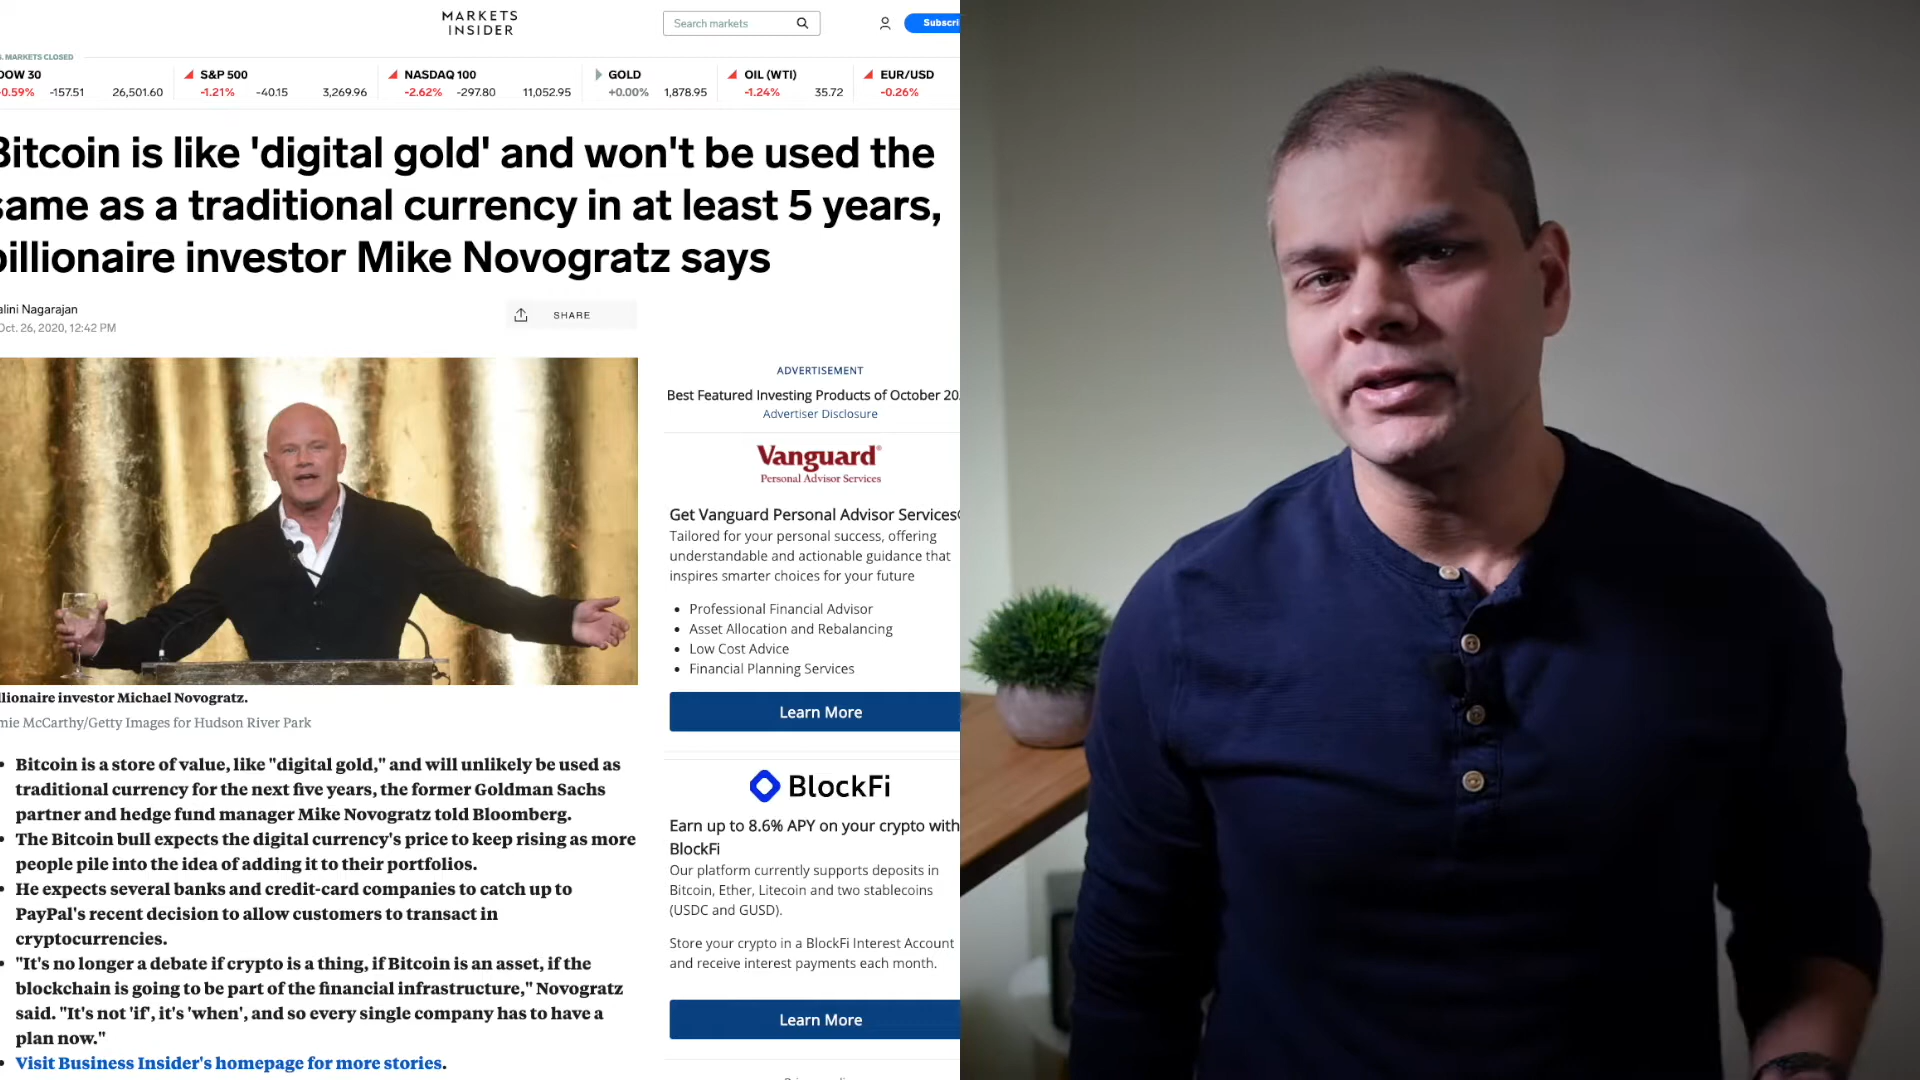 MARKETS
INSIDER
Search markets
Subscri
. MARKETS CLOSED
DOW 30
S&P 500
NASDAQ 100
GOLD
OIL (WTI)
EUR/USD
-0.59% -157.51 26,501.60
-1.21% -40.15 3,269.96
-2.62% -297.80 11,052.95
+0.00% 1,878.95
-1.24% 35.72
-0.26%
Bitcoin is like 'digital gold' and won't be used the
same as a traditional currency in at least 5 years,
billionaire investor Mike Novogratz says
alini Nagarajan
Oct. 26, 2020, 12:42 PM
SHARE
llionaire investor Michael Novogratz.
mie McCarthy/Getty Images for Hudson River Park
• Bitcoin is a store of value, like "digital gold," and will unlikely be used as
traditional currency for the next five years, the former Goldman Sachs
partner and hedge fund manager Mike Novogratz told Bloomberg.
• The Bitcoin bull expects the digital currency's price to keep rising as more
people pile into the idea of adding it to their portfolios.
• He expects several banks and credit-card companies to catch up to
PayPal's recent decision to allow customers to transact in
cryptocurrencies.
• "It's no longer a debate if crypto is a thing, if Bitcoin is an asset, if the
blockchain is going to be part of the financial infrastructure," Novogratz
said. "It's not 'if', it's 'when', and so every single company has to have a
plan now."
• Visit Business Insider's homepage for more stories.
ADVERTISEMENT
Best Featured Investing Products of October 20
Advertiser Disclosure
Vanguard®
Personal Advisor Services
Get Vanguard Personal Advisor Services®
Tailored for your personal success, offering
understandable and actionable guidance that
inspires smarter choices for your future
• Professional Financial Advisor
• Asset Allocation and Rebalancing
• Low Cost Advice
• Financial Planning Services
Learn More
BlockFi
Earn up to 8.6% APY on your crypto with
BlockFi
Our platform currently supports deposits in
Bitcoin, Ether, Litecoin and two stablecoins
(USDC and GUSD).
Store your crypto in a BlockFi Interest Account
and receive interest payments each month.
Learn More